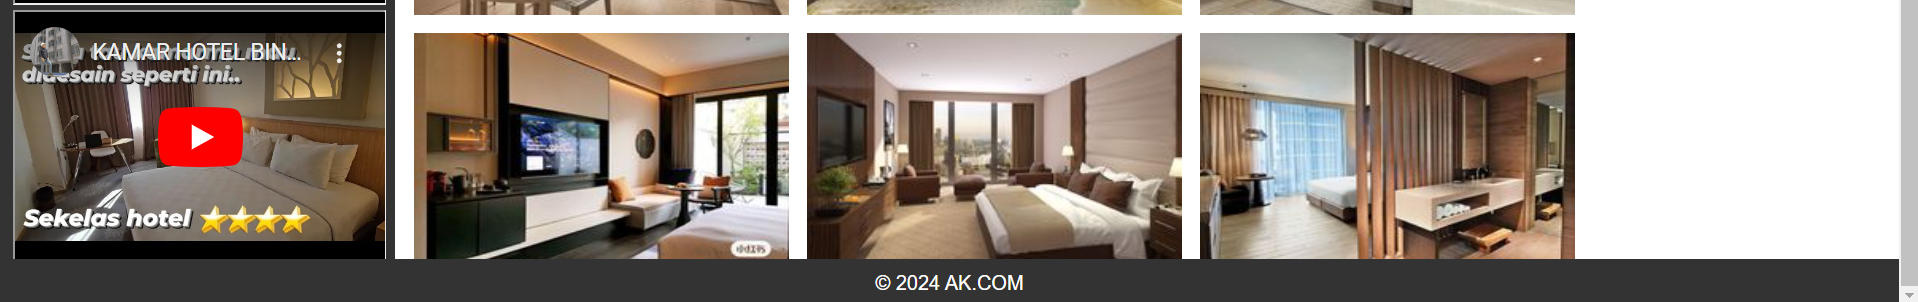 KAMAR HOTEL BIN...
didesain seperti ini..
Sekelas hotel ⭐⭐⭐⭐
© 2024 AK.COM